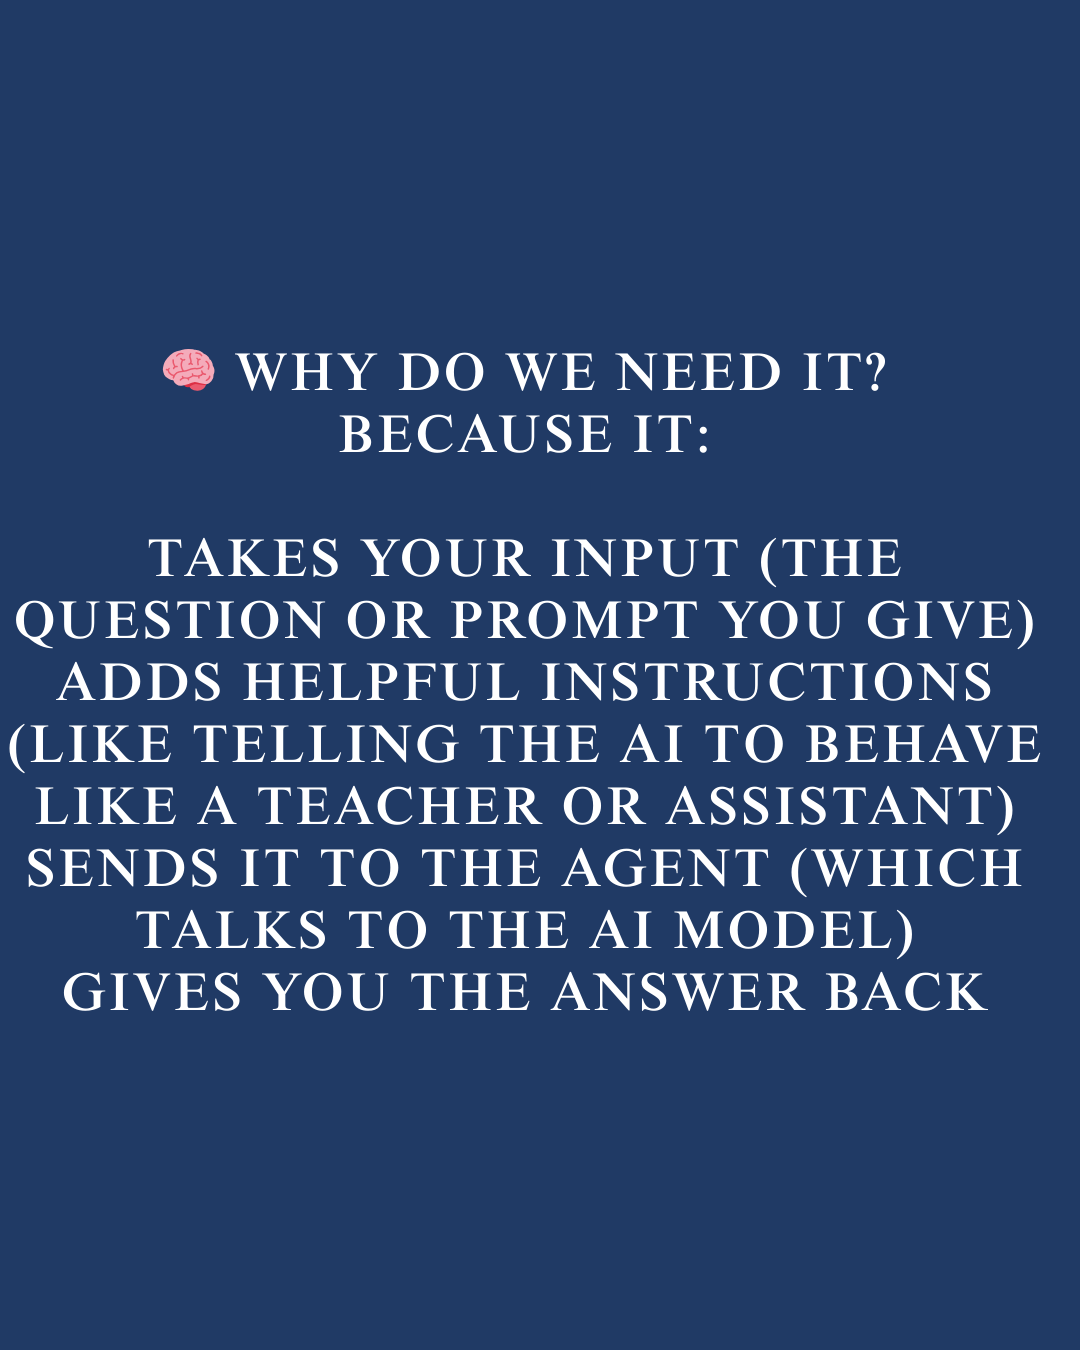 🧠 WHY DO WE NEED IT?
BECAUSE IT:
TAKES YOUR INPUT (THE
QUESTION OR PROMPT YOU GIVE)
ADDS HELPFUL INSTRUCTIONS
(LIKE TELLING THE AI TO BEHAVE
LIKE A TEACHER OR ASSISTANT)
SENDS IT TO THE AGENT (WHICH
TALKS TO THE AI MODEL)
GIVES YOU THE ANSWER BACK